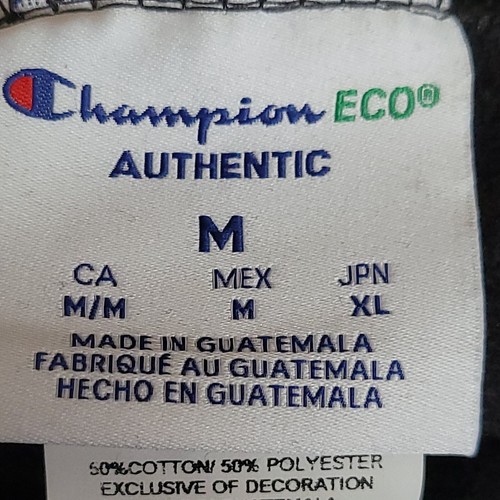 Champion ECO®
AUTHENTIC
M
CA MEX JPN
M/M M XL
MADE IN GUATEMALA
FABRIQUÉ AU GUATEMALA
HECHO EN GUATEMALA
50%COTTON/ 50% POLYESTER
EXCLUSIVE OF DECORATION